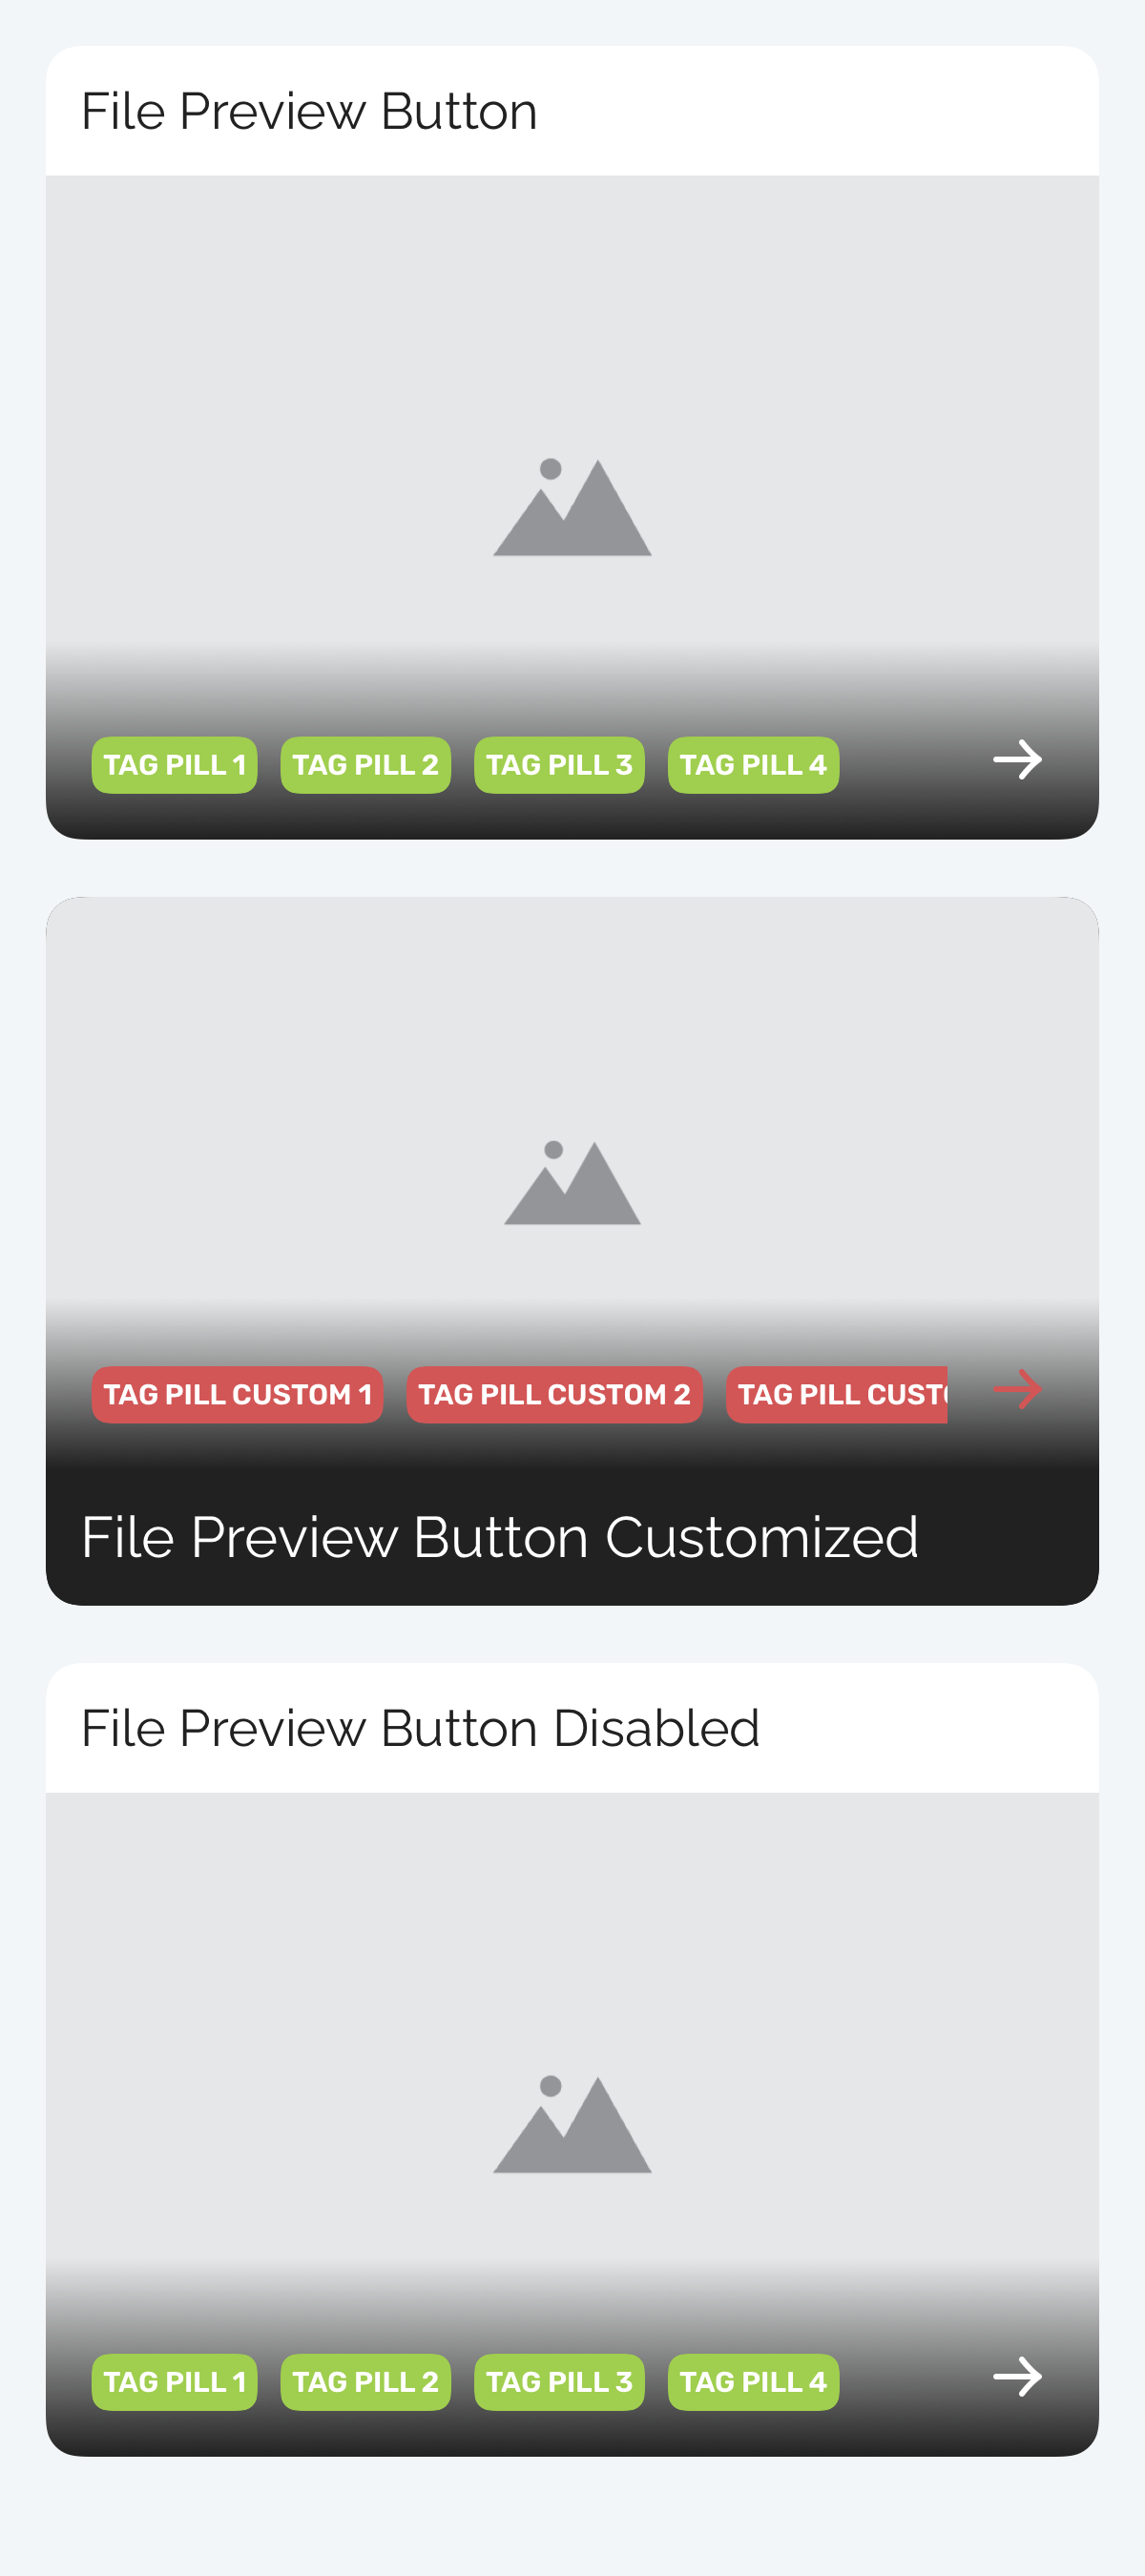 File Preview Button
TAG PILL 1 TAG PILL 2 TAG PILL 3 TAG PILL 4
TAG PILL CUSTOM 1 TAG PILL CUSTOM 2 TAG PILL CUSTO
File Preview Button Customized
File Preview Button Disabled
TAG PILL 1 TAG PILL 2 TAG PILL 3 TAG PILL 4